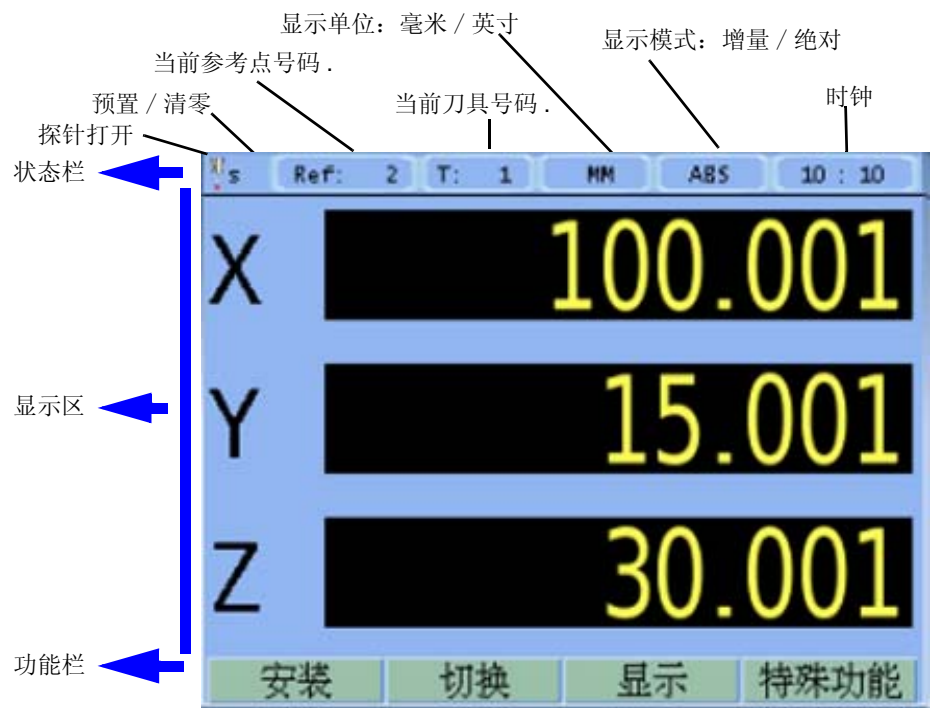 显示单位：毫米 / 英寸
显示模式：增量 / 绝对
当前参考点号码 .
预置 / 清零
当前刀具号码 .
时钟
探针打开
状态栏
s Ref: 2 T: 1 MM ABS 10 : 10
X 100.001
显示区
Y 15.001
Z 30.001
功能栏
安装 切换 显示 特殊功能